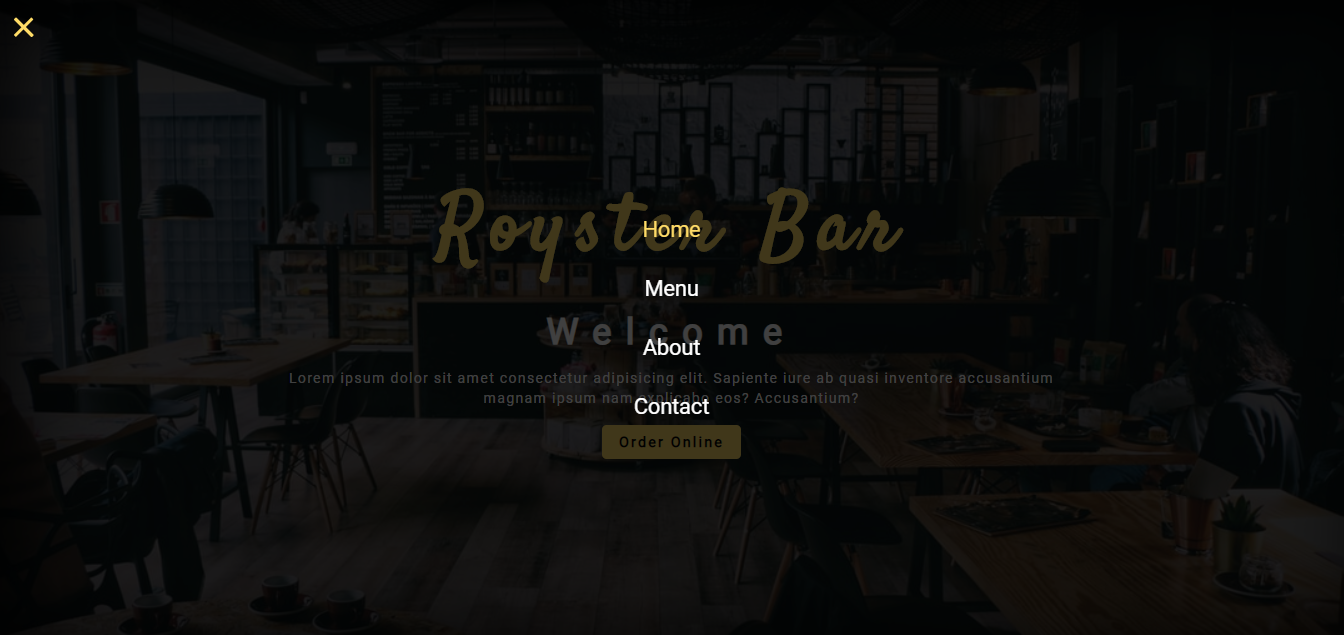 Royster Bar
Home
Menu
Welcome
About
Lorem ipsum dolor sit amet consectetur adipisicing elit. Sapiente iure ab quasi inventore accusantium
magnam ipsum nam explicabo eos? Accusantium?
Contact
Order Online